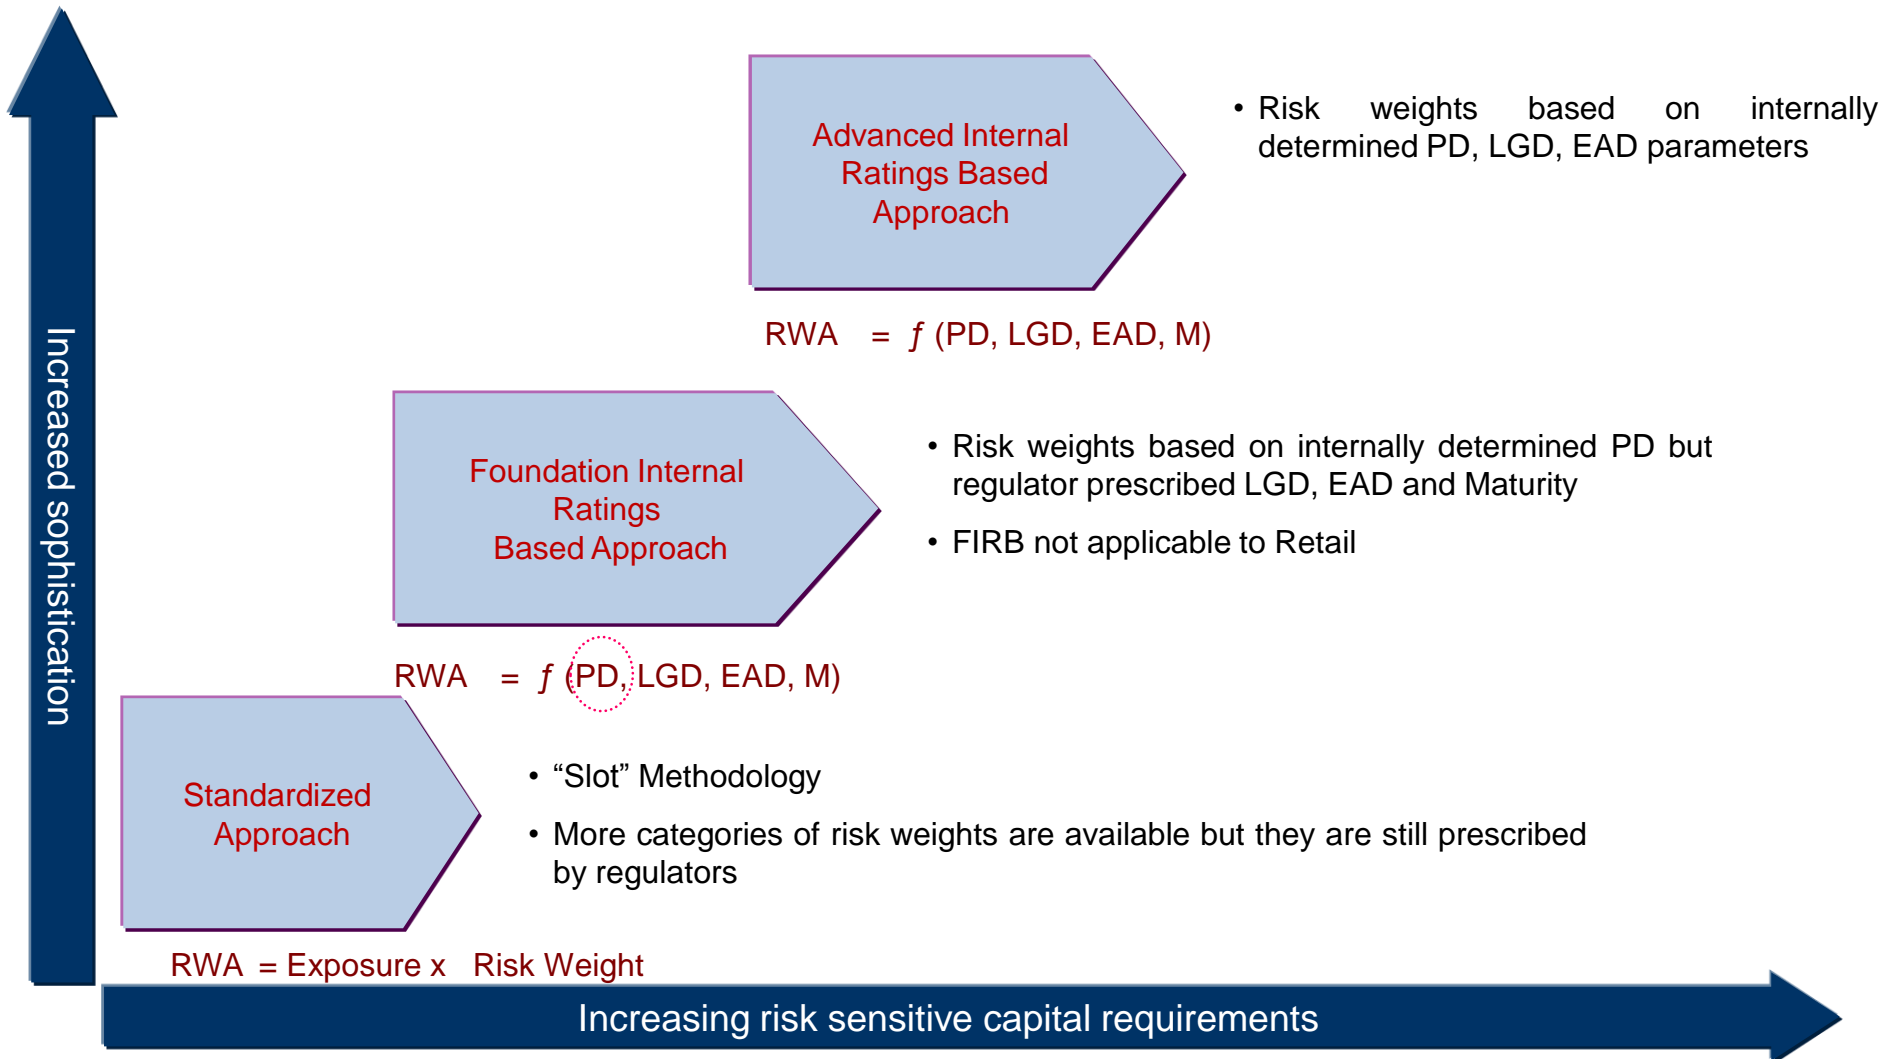 Advanced Internal
Ratings Based
Approach
• Risk weights based on internally
determined PD, LGD, EAD parameters
RWA = ƒ (PD, LGD, EAD, M)
Increased sophistication
Foundation Internal
Ratings
Based Approach
• Risk weights based on internally determined PD but
regulator prescribed LGD, EAD and Maturity
• FIRB not applicable to Retail
RWA = ƒ (PD, LGD, EAD, M)
Standardized
Approach
• “Slot” Methodology
• More categories of risk weights are available but they are still prescribed
by regulators
RWA = Exposure x Risk Weight
Increasing risk sensitive capital requirements